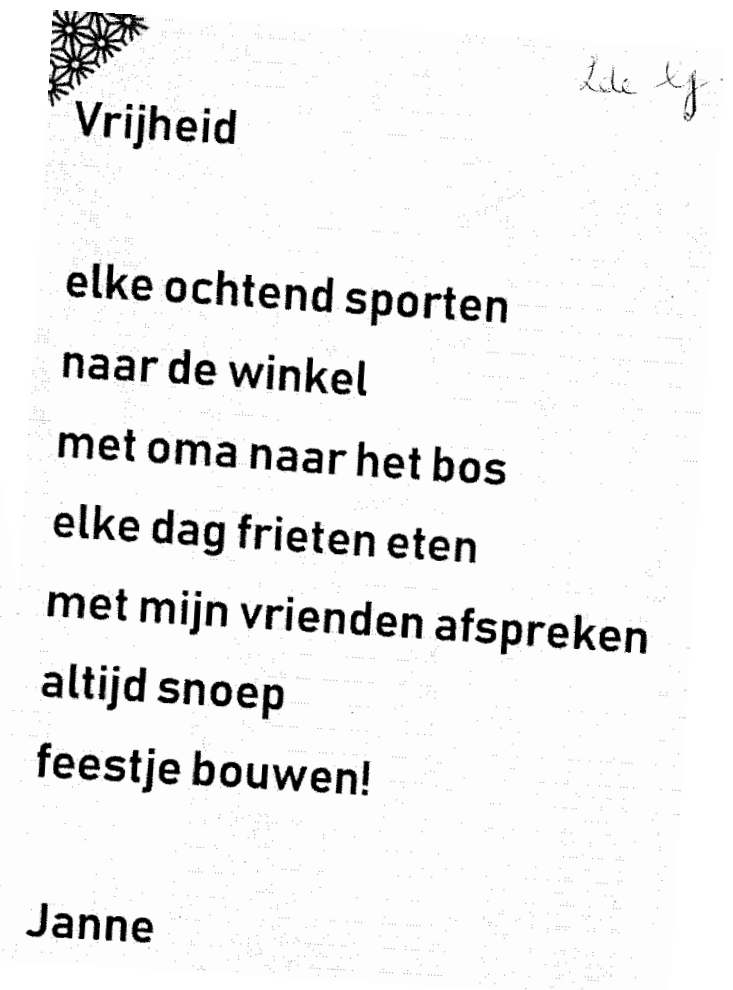 Vrijheid
elke ochtend sporten
naar de winkel
met oma naar het bos
elke dag frieten eten
met mijn vrienden afspreken
altijd snoep
feestje bouwen!
Janne